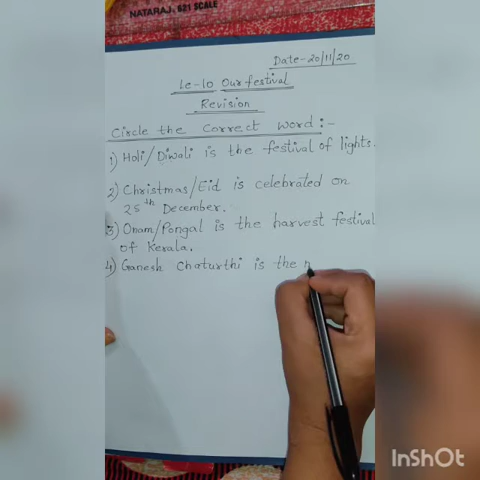 NATARAJ. 621 SCALE
Date-20/11/20
Le-10 Our festival
Revision
Circle the Correct word:-
1) Holi/Diwali is the festival of lights.
2) Christmas/Eid is celebrated on
25th December.
3) Onam/Pongal is the harvest festival
of Kerala.
4) Ganesh Chaturthi is the
InShOt